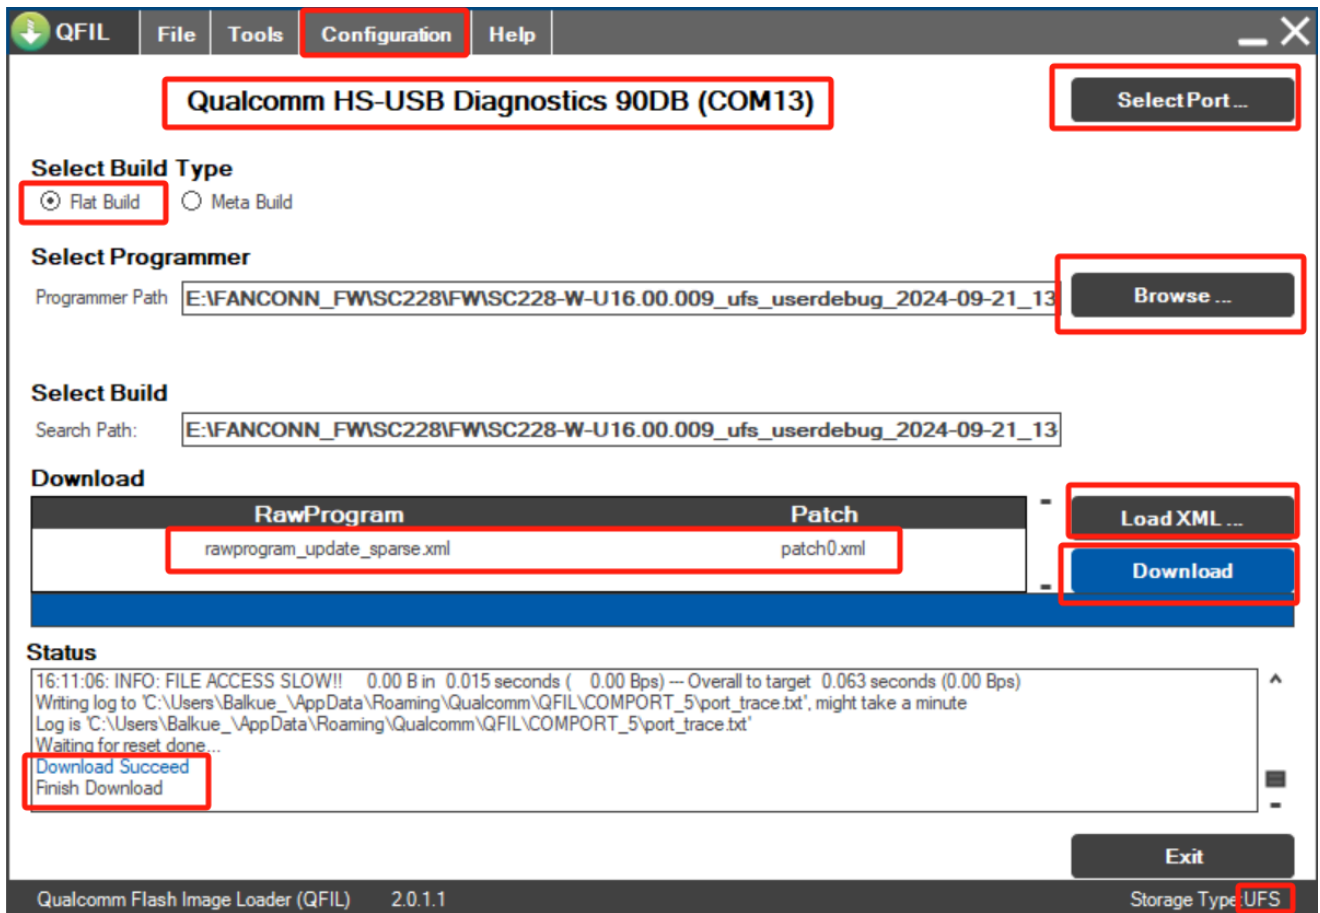 QFIL File Tools Configuration Help
Qualcomm HS-USB Diagnostics 90DB (COM13)
Select Port ...
Select Build Type
Flat Build Meta Build
Select Programmer
Programmer Path E:\FANCONN_FW\SC228\FW\SC228-W-U16.00.009_ufs_userdebug_2024-09-21_13
Browse ...
Select Build
Search Path: E:\FANCONN_FW\SC228\FW\SC228-W-U16.00.009_ufs_userdebug_2024-09-21_13
Download
RawProgram Patch
Load XML ...
rawprogram_update_sparse.xml patch0.xml
Download
Status
16:11:06: INFO: FILE ACCESS SLOW!! 0.00 B in 0.015 seconds ( 0.00 Bps) --- Overall to target 0.063 seconds (0.00 Bps)
Writing log to 'C:\Users\Balkue_\AppData\Roaming\Qualcomm\QFIL\COMPORT_5\port_trace.txt', might take a minute
Log is 'C:\Users\Balkue_\AppData\Roaming\Qualcomm\QFIL\COMPORT_5\port_trace.txt'
Waiting for reset done...
Download Succeed
Finish Download
Exit
Qualcomm Flash Image Loader (QFIL) 2.0.1.1 Storage Type:UFS